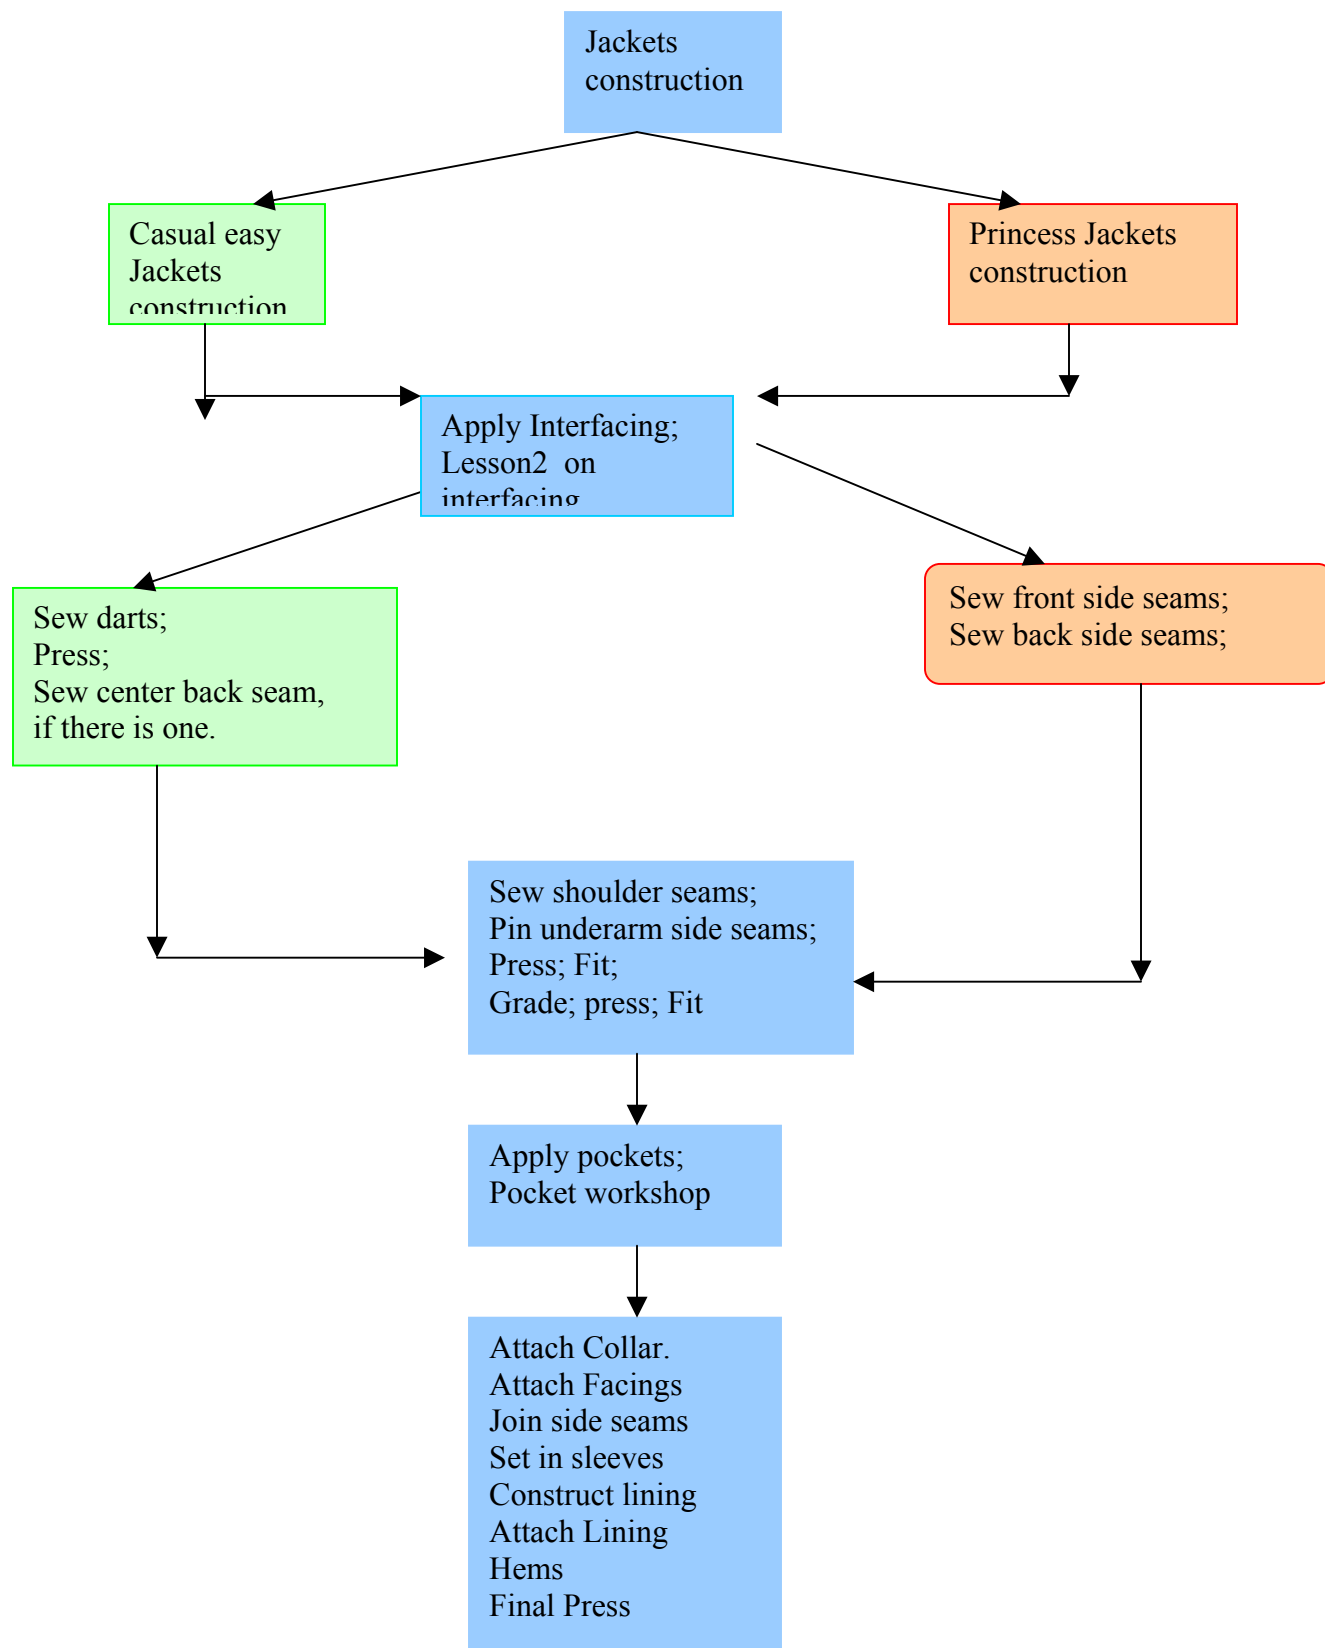 Jackets
construction
Casual easy
Jackets
construction
Princess Jackets
construction
Apply Interfacing;
Lesson2  on
interfacing
Sew darts;
Press;
Sew center back seam,
if there is one.
Sew front side seams;
Sew back side seams;
Sew shoulder seams;
Pin underarm side seams;
Press; Fit;
Grade; press; Fit
Apply pockets;
Pocket workshop
Attach Collar.
Attach Facings
Join side seams
Set in sleeves
Construct lining
Attach Lining
Hems
Final Press